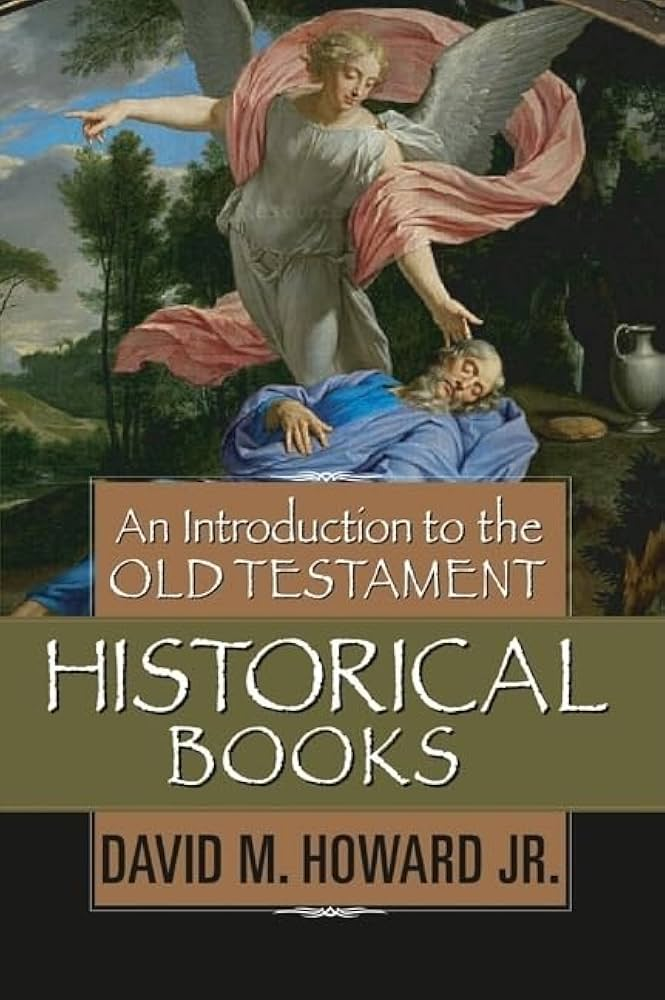 An Introduction to the
OLD TESTAMENT
HISTORICAL
BOOKS
DAVID M. HOWARD JR.